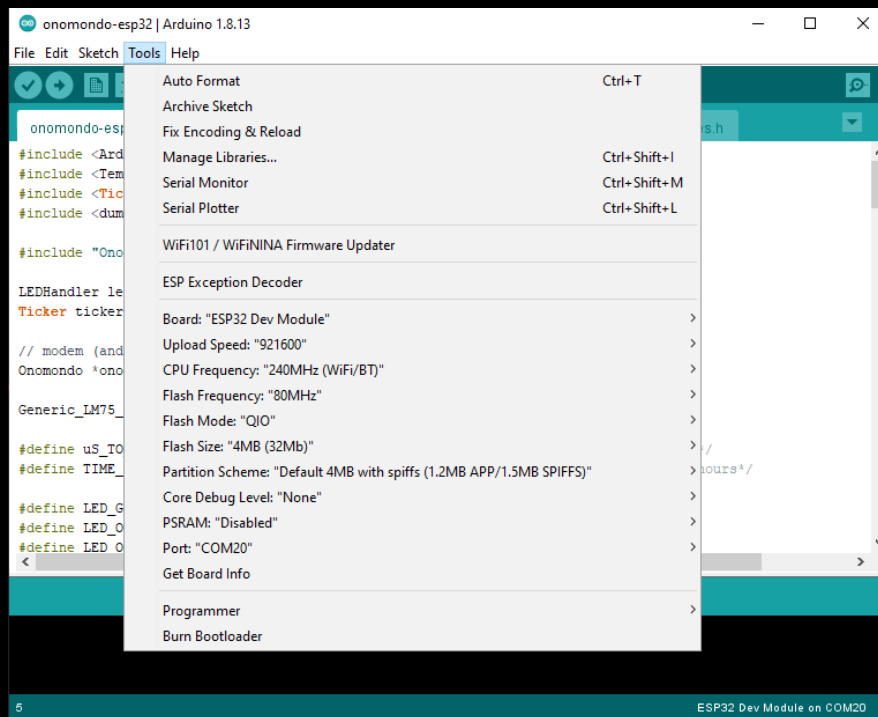 onomondo-esp32 | Arduino 1.8.13
File Edit Sketch Tools Help
Auto Format Ctrl+T
Archive Sketch
onomondo-esp s.h
Fix Encoding & Reload
#include <Ard
Manage Libraries... Ctrl+Shift+I
#include <Tem
Serial Monitor Ctrl+Shift+M
#include <Tic
Serial Plotter Ctrl+Shift+L
#include <dum
WiFi101 / WiFiNINA Firmware Updater
#include "Ono
ESP Exception Decoder
LEDHandler le
Ticker ticker
Board: "ESP32 Dev Module"
Upload Speed: "921600"
// modem (and
CPU Frequency: "240MHz (WiFi/BT)"
Onomondo *ono
Flash Frequency: "80MHz"
Generic_LM75_
Flash Mode: "QIO"
Flash Size: "4MB (32Mb)"
#define uS_TO */
Partition Scheme: "Default 4MB with spiffs (1.2MB APP/1.5MB SPIFFS)"
#define TIME_ hours*/
Core Debug Level: "None"
#define LED_G
PSRAM: "Disabled"
#define LED_O
Port: "COM20"
#define LED_O
Get Board Info
Programmer
Burn Bootloader
5 ESP32 Dev Module on COM20